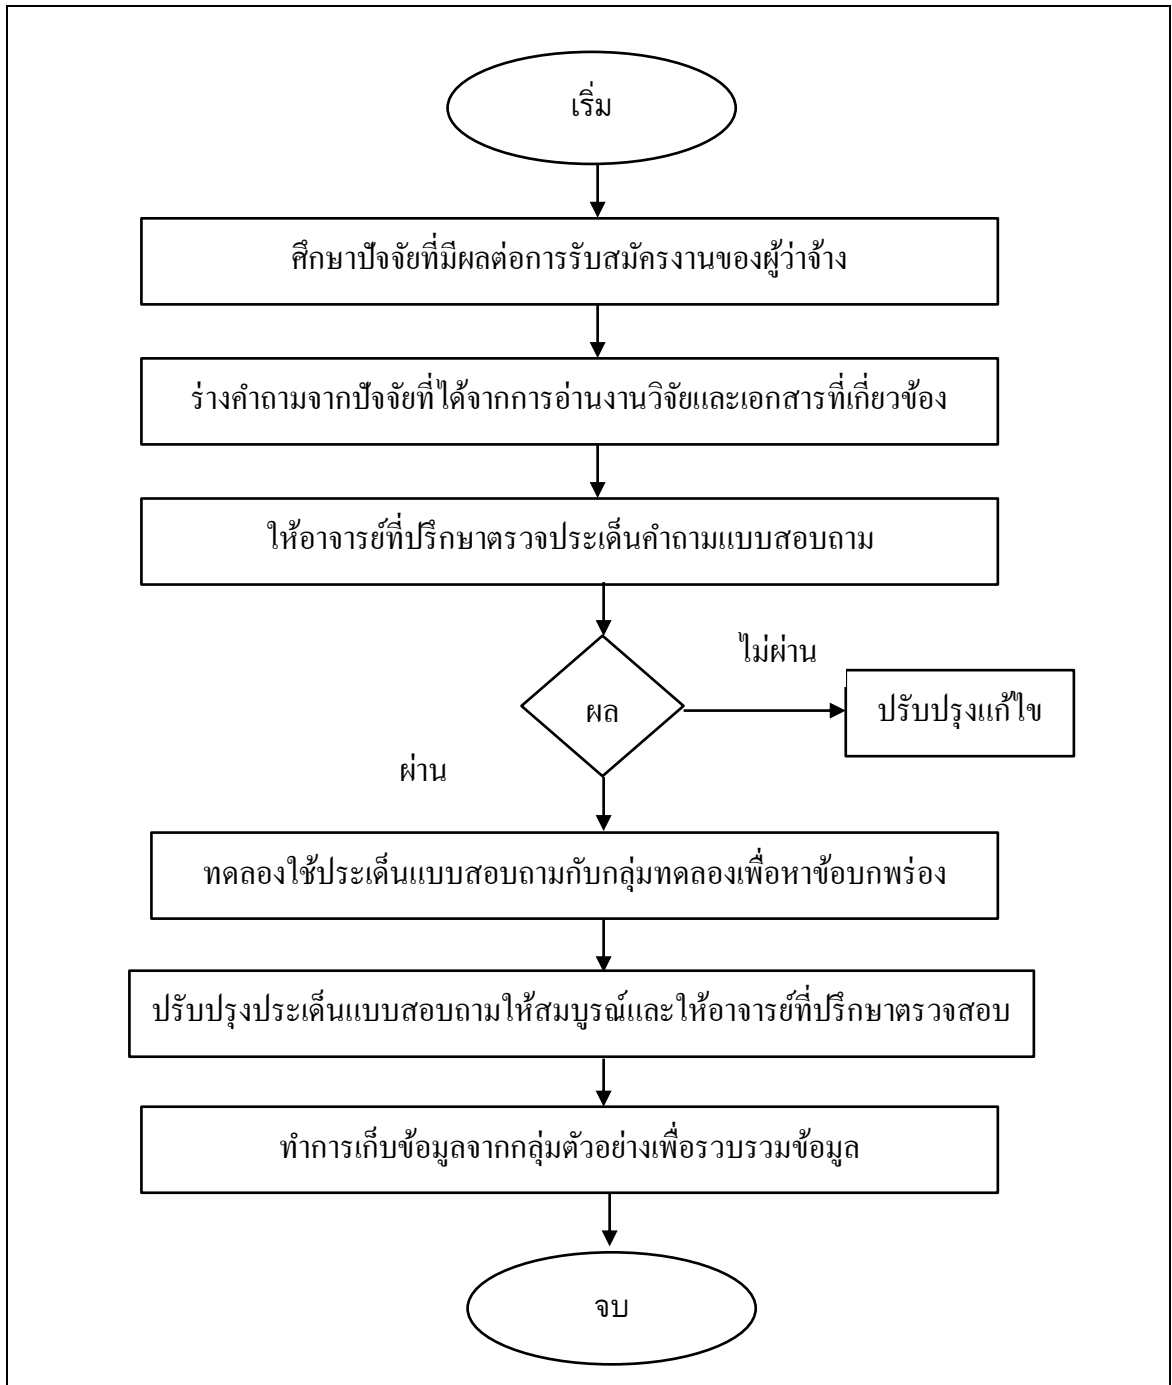 เริ่ม
ศึกษาปัจจัยที่มีผลต่อการรับสมัครงานของผู้ว่าจ้าง
ร่างคำถามจากปัจจัยที่ได้จากการอ่านงานวิจัยและเอกสารที่เกี่ยวข้อง
ให้อาจารย์ที่ปรึกษาตรวจประเด็นคำถามแบบสอบถาม
ไม่ผ่าน
ผล
ปรับปรุงแก้ไข
ผ่าน
ทดลองใช้ประเด็นแบบสอบถามกับกลุ่มทดลองเพื่อหาข้อบกพร่อง
ปรับปรุงประเด็นแบบสอบถามให้สมบูรณ์และให้อาจารย์ที่ปรึกษาตรวจสอบ
ทำการเก็บข้อมูลจากกลุ่มตัวอย่างเพื่อรวบรวมข้อมูล
จบ